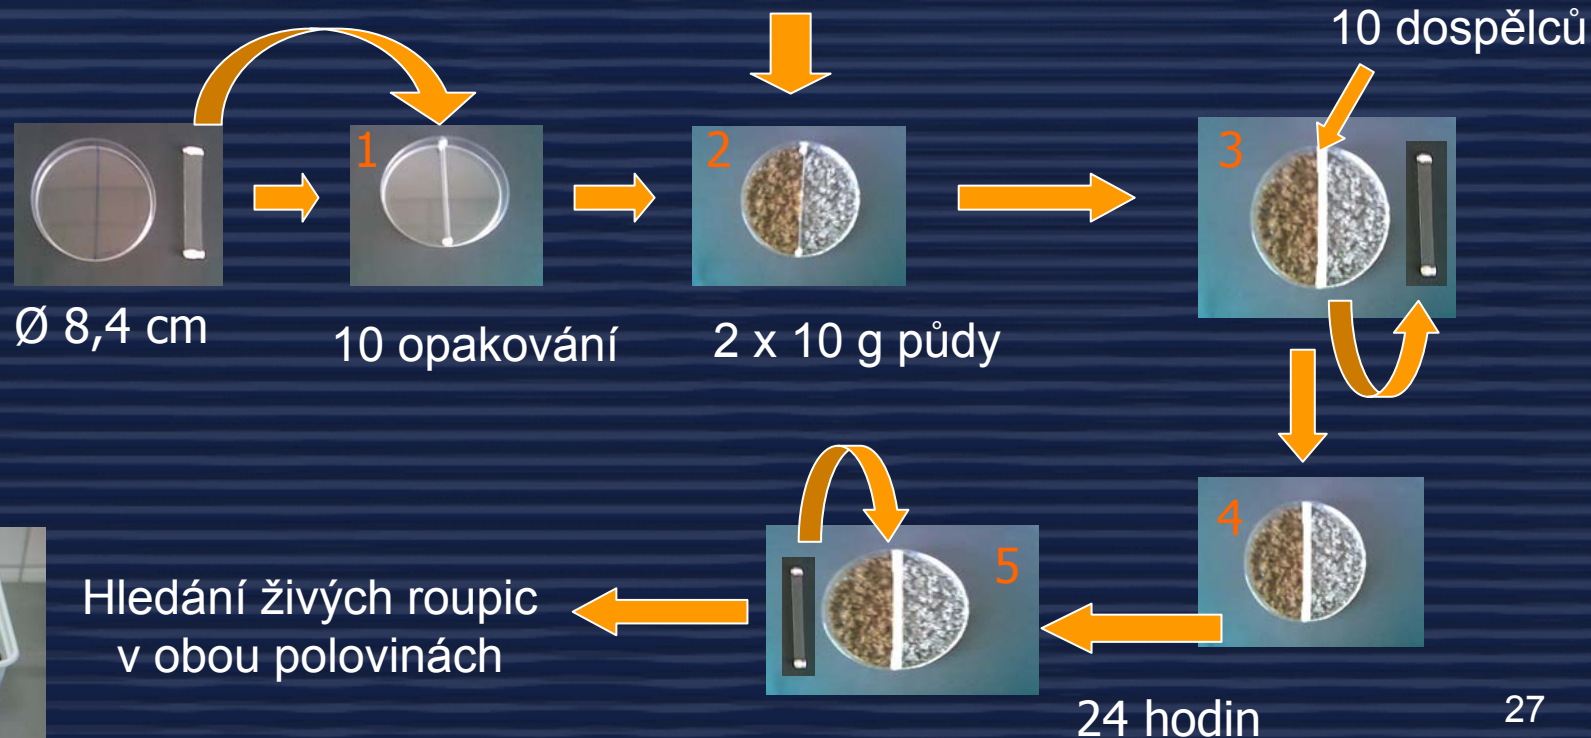 10 dospělců
1
2
3
Ø 8,4 cm
10 opakování
2 x 10 g půdy
4
5
Hledání živých roupic
v obou polovinách
24 hodin
27